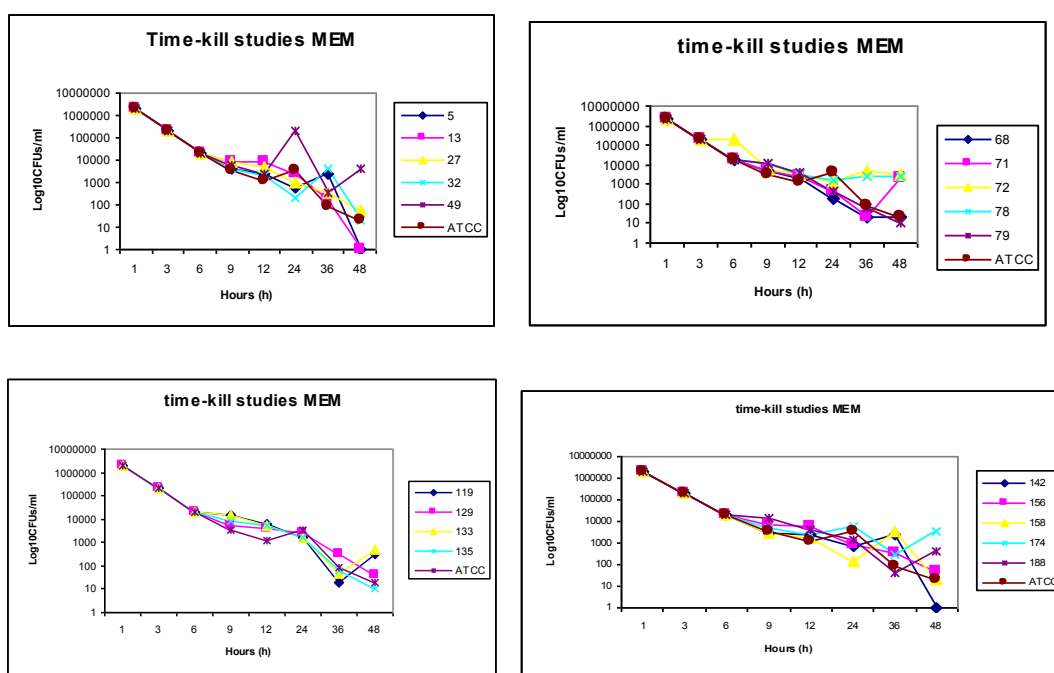 Time-kill studies MEM
10000000
1000000
100000
10000
1000
100
10
1
Log10CFUs/ml
1 3 6 9 12 24 36 48
Hours (h)
5
13
27
32
49
ATCC
time-kill studies MEM
10000000
1000000
100000
10000
1000
100
10
1
Log10CFUs/ml
1 3 6 9 12 24 36 48
Hours (h)
68
71
72
78
79
ATCC
time-kill studies MEM
10000000
1000000
100000
10000
1000
100
10
1
Log10CFUs/ml
1 3 6 9 12 24 36 48
Hours (h)
119
129
133
135
ATCC
time-kill studies MEM
10000000
1000000
100000
10000
1000
100
10
1
Log10CFUs/ml
1 3 6 9 12 24 36 48
Hours (h)
142
156
158
174
188
ATCC